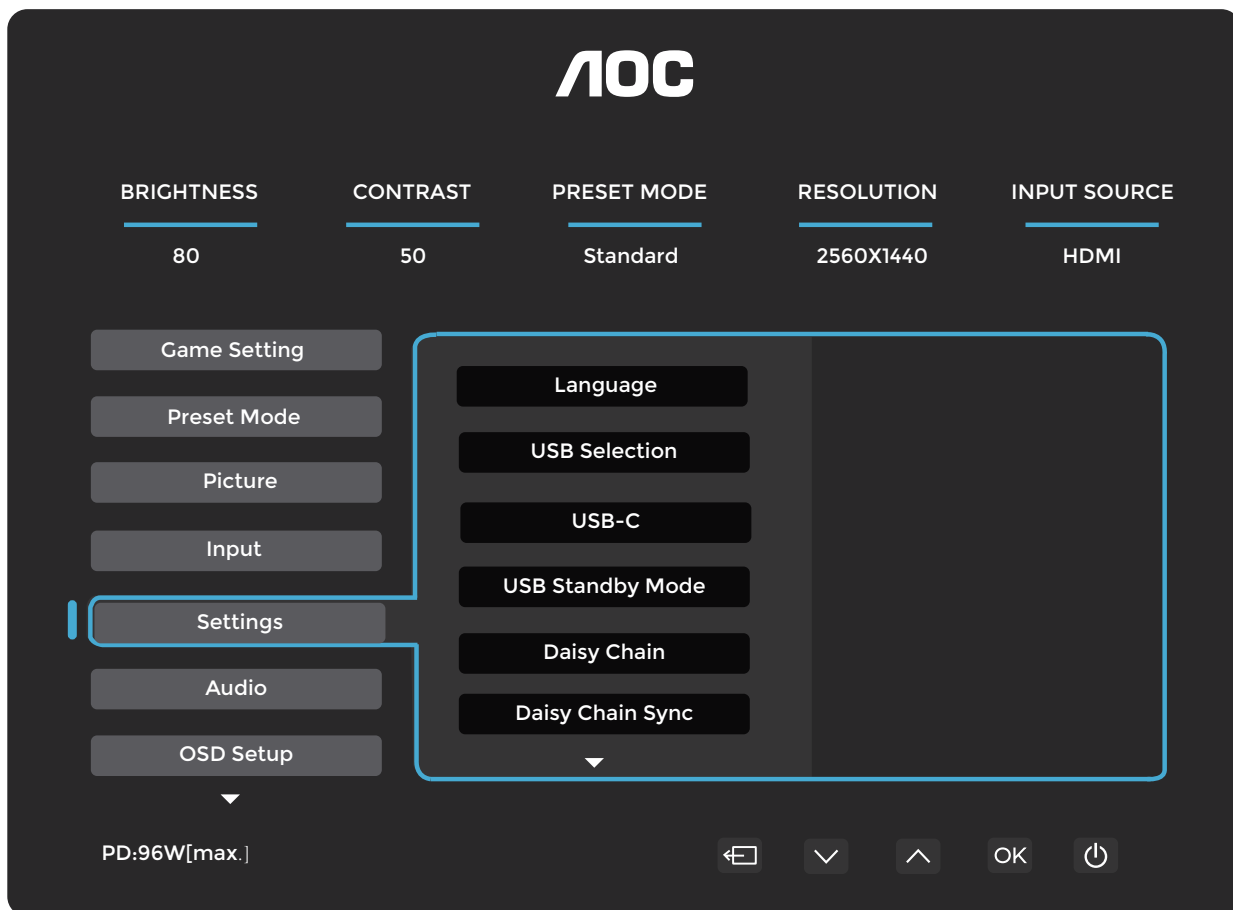 AOC
BRIGHTNESS CONTRAST PRESET MODE RESOLUTION INPUT SOURCE
80 50 Standard 2560X1440 HDMI
Game Setting
Preset Mode
Picture
Input
Settings
Audio
OSD Setup
Language
USB Selection
USB-C
USB Standby Mode
Daisy Chain
Daisy Chain Sync
PD:96W[max.]
OK